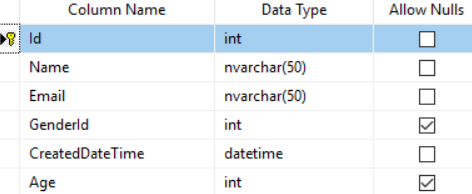 Column Name Data Type Allow Nulls
Id int
Name nvarchar(50)
Email nvarchar(50)
GenderId int
CreatedDateTime datetime
Age int